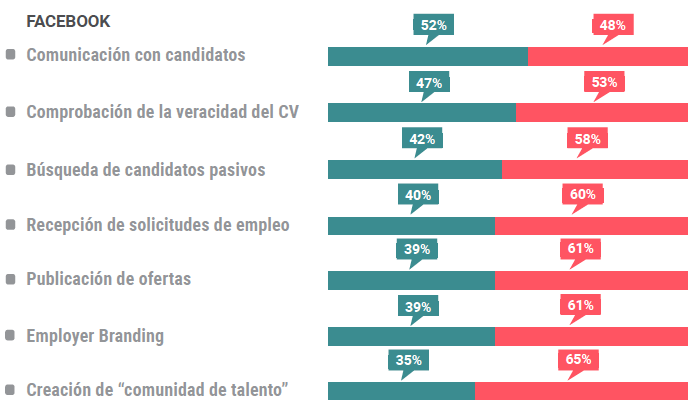 FACEBOOK
52% 48%
Comunicación con candidatos
47% 53%
Comprobación de la veracidad del CV
42% 58%
Búsqueda de candidatos pasivos
40% 60%
Recepción de solicitudes de empleo
39% 61%
Publicación de ofertas
39% 61%
Employer Branding
35% 65%
Creación de “comunidad de talento”